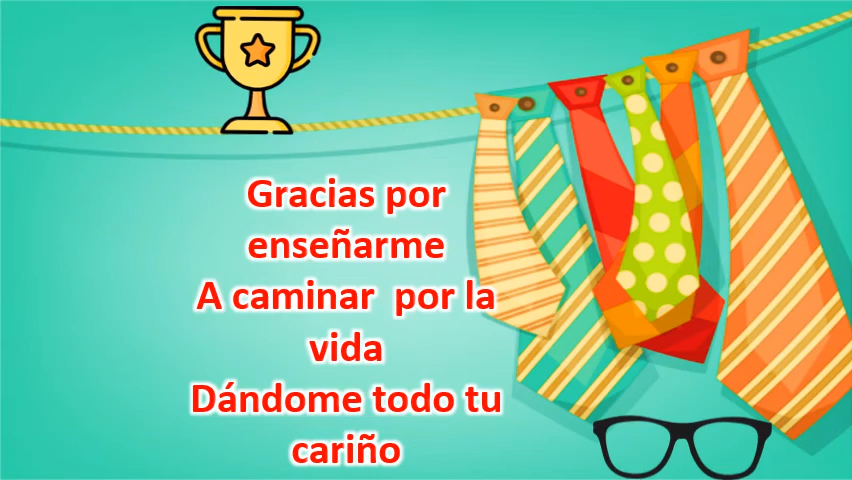 Gracias por
enseñarme
A caminar  por la
vida
Dándome todo tu
cariño